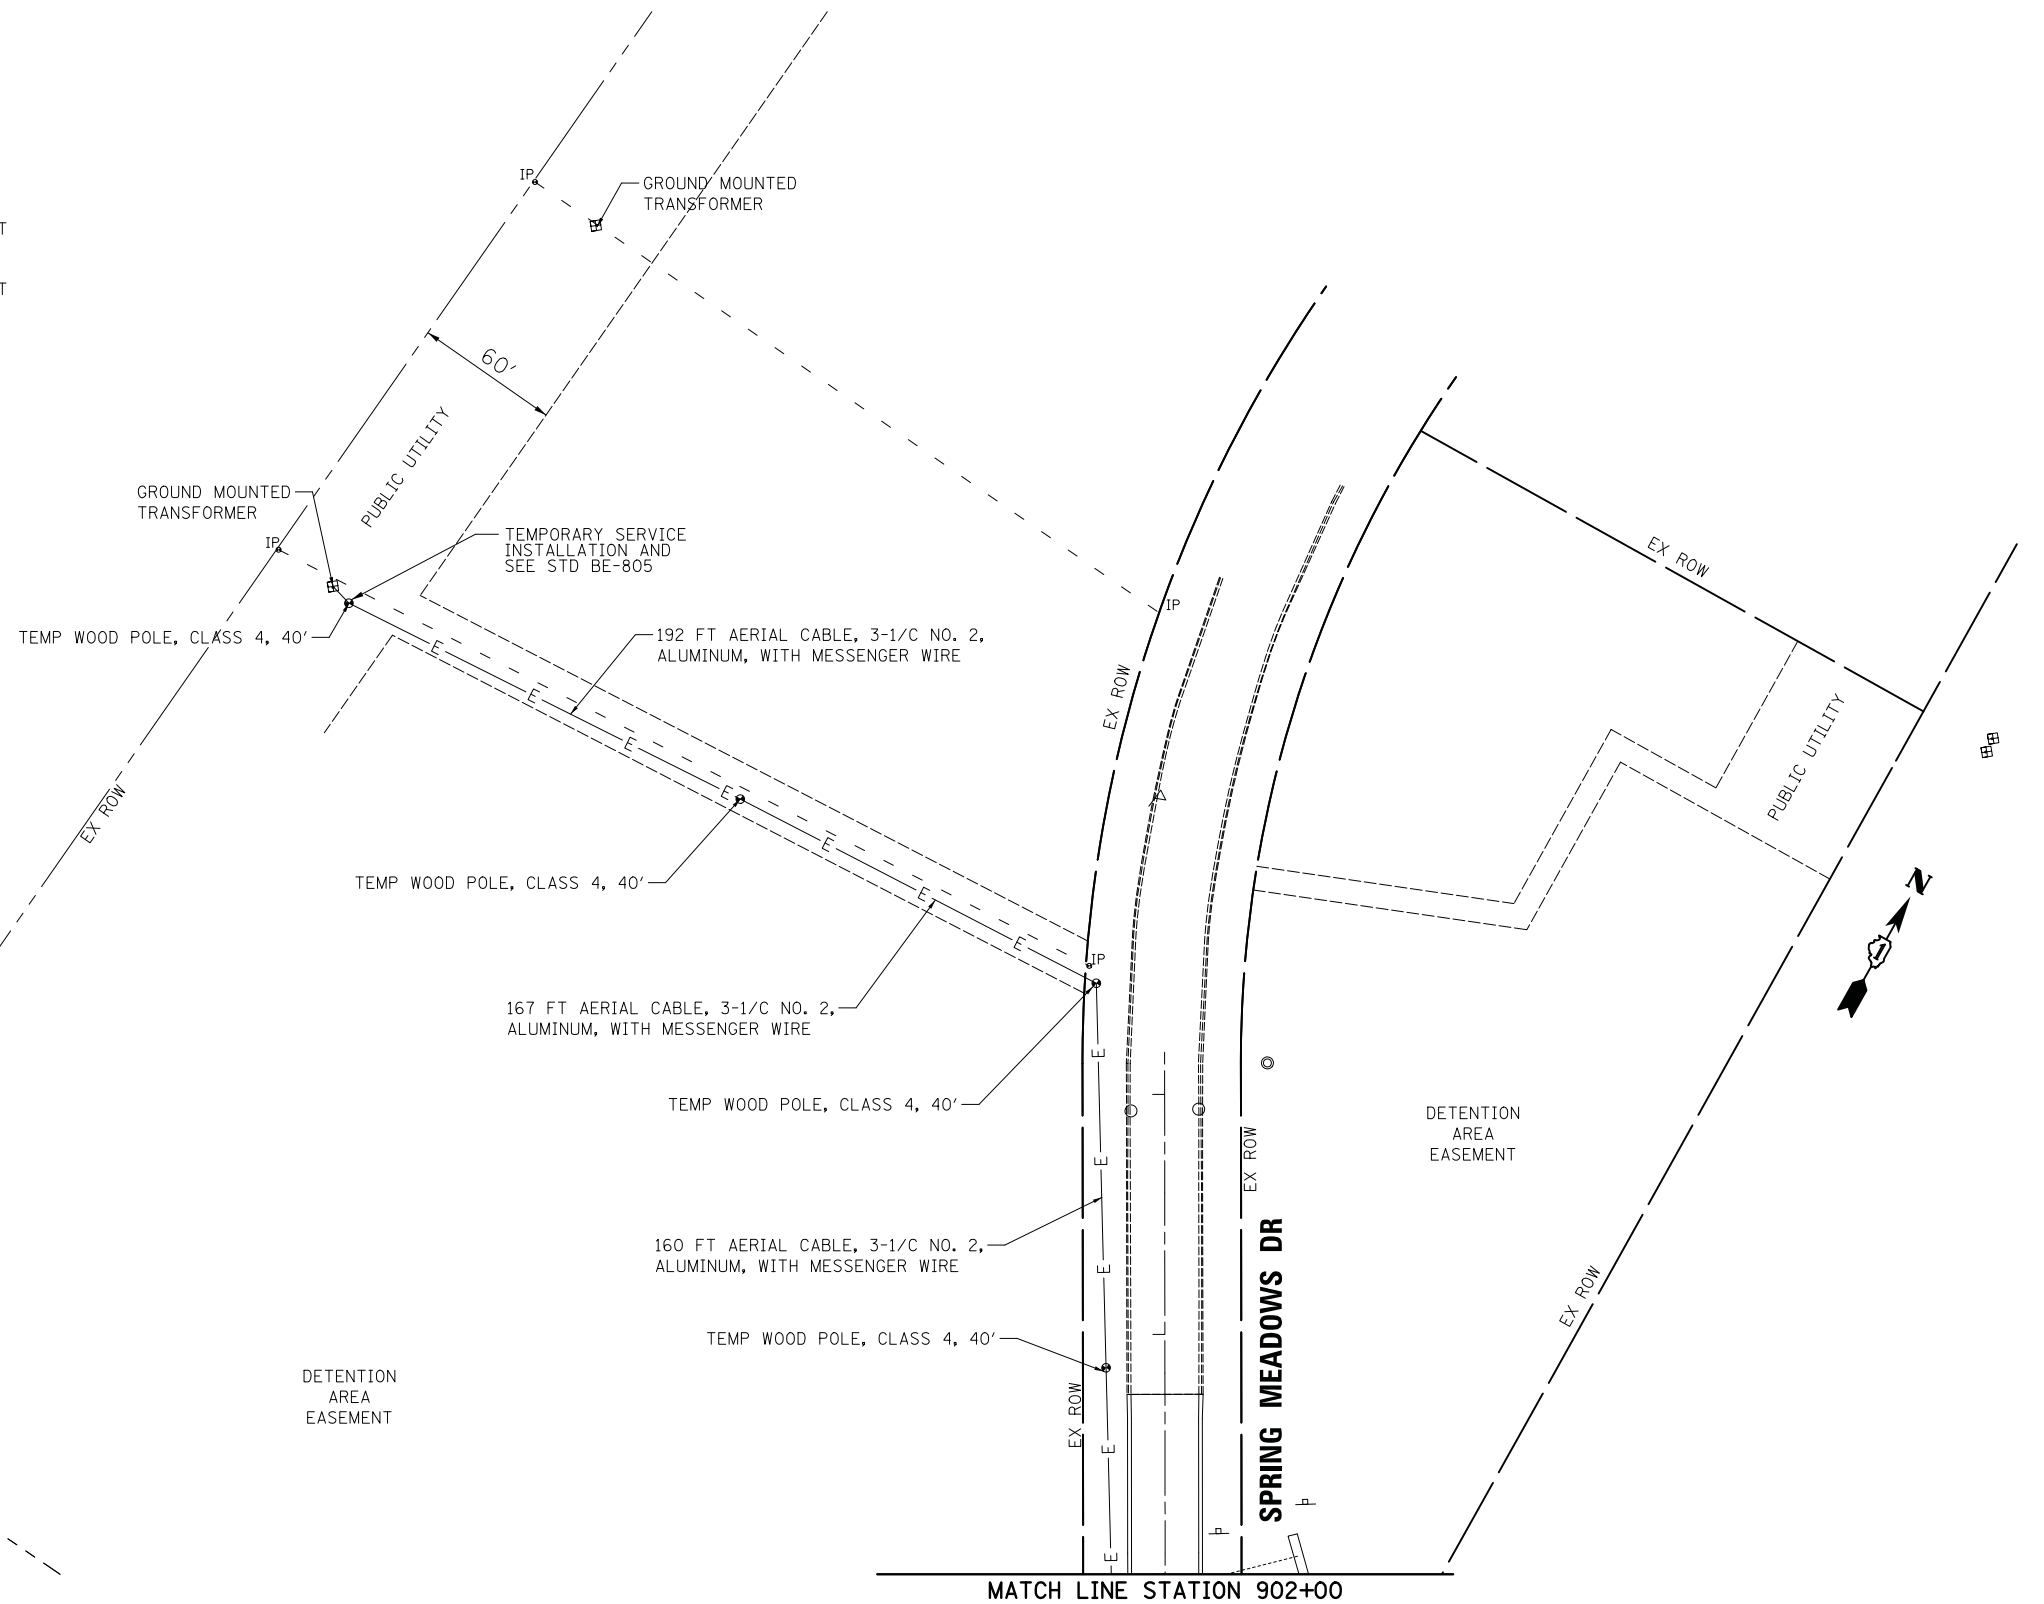 IP
GROUND MOUNTED
TRANSFORMER
T
T
60'
PUBLIC UTILITY
GROUND MOUNTED
TRANSFORMER
IP
TEMPORARY SERVICE
INSTALLATION AND
SEE STD BE-805
TEMP WOOD POLE, CLASS 4, 40'
192 FT AERIAL CABLE, 3-1/C NO. 2,
ALUMINUM, WITH MESSENGER WIRE
E
E
E
E
E
E
E
IP
EX ROW
EX ROW
EX ROW
PUBLIC UTILITY
TEMP WOOD POLE, CLASS 4, 40'
IP
N
1
167 FT AERIAL CABLE, 3-1/C NO. 2,
ALUMINUM, WITH MESSENGER WIRE
TEMP WOOD POLE, CLASS 4, 40'
E
E
E
E
E
EX ROW
DETENTION
AREA
EASEMENT
160 FT AERIAL CABLE, 3-1/C NO. 2,
ALUMINUM, WITH MESSENGER WIRE
SPRING MEADOWS DR
EX ROW
TEMP WOOD POLE, CLASS 4, 40'
EX ROW
DETENTION
AREA
EASEMENT
MATCH LINE STATION 902+00